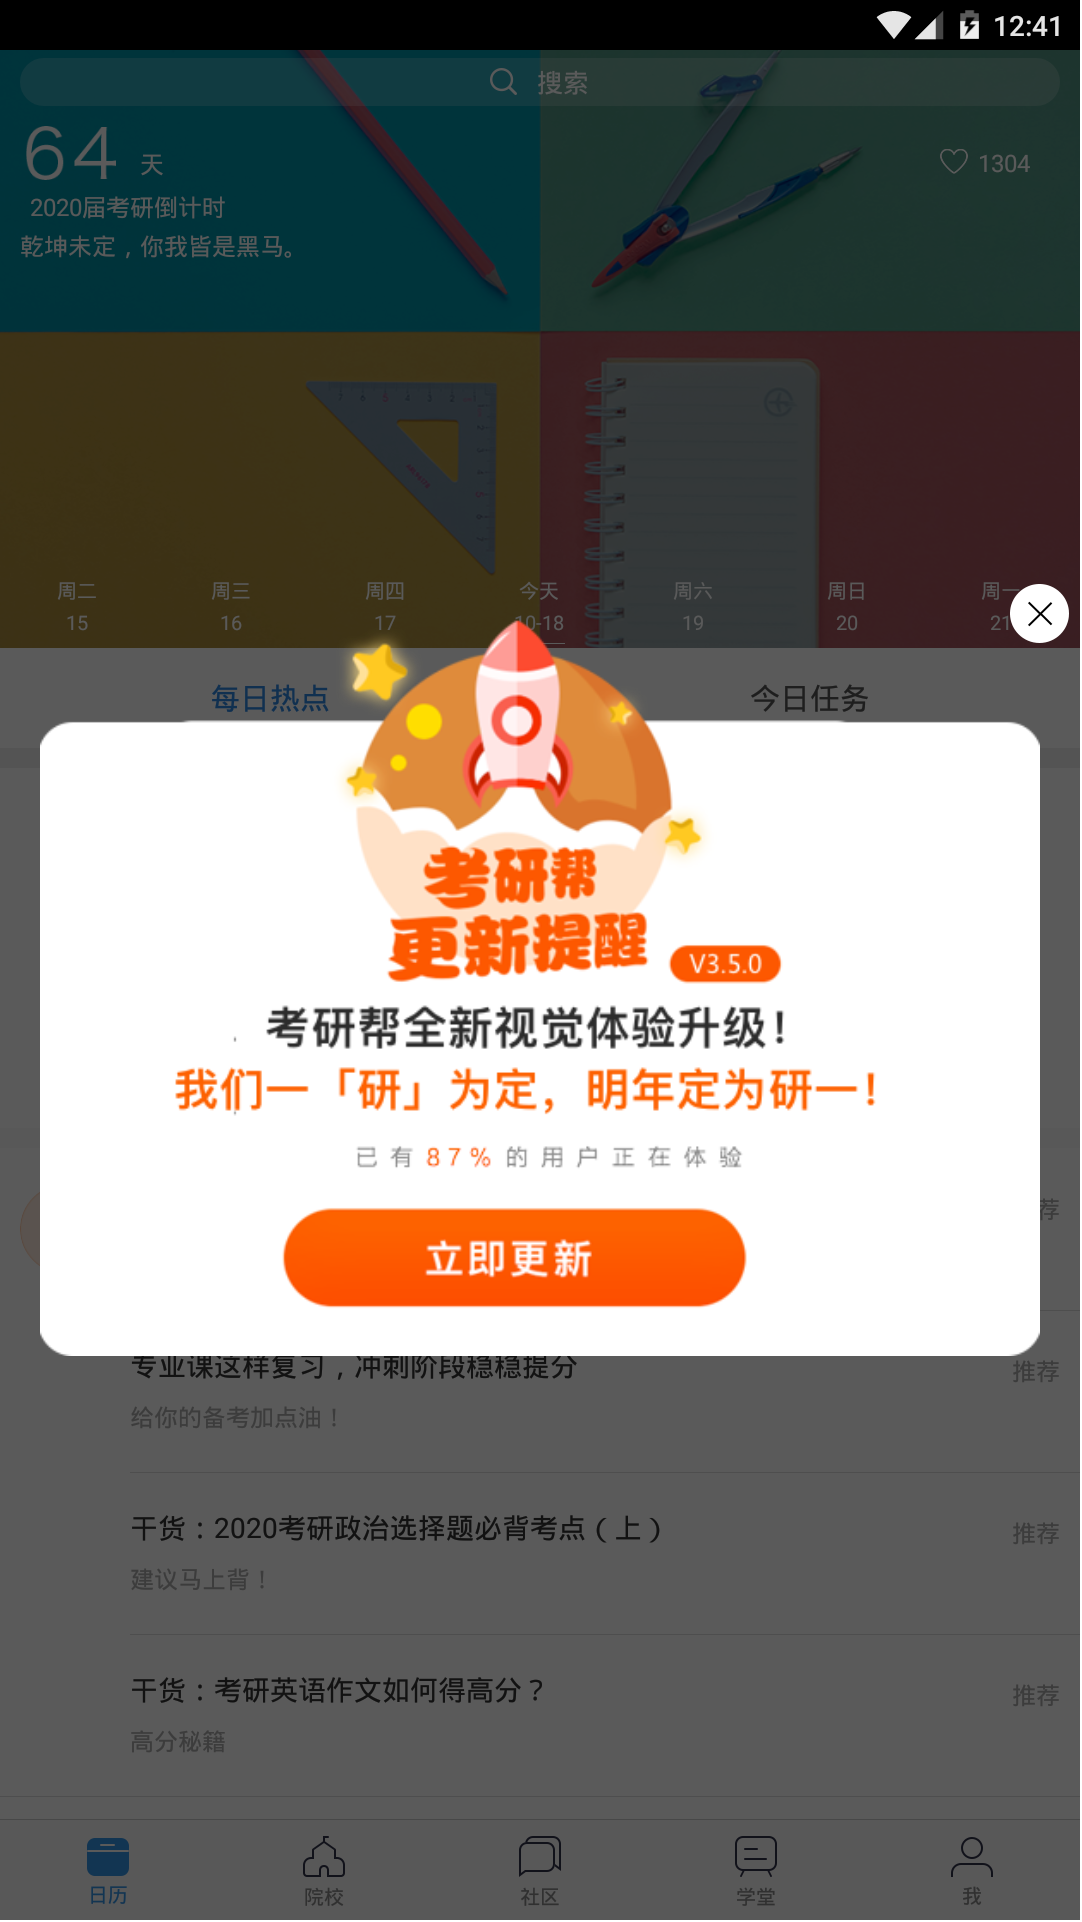 12:41
搜索
64 天
1304
2020届考研倒计时
乾坤未定，你我皆是黑马。
周二 周三 周四 今天 周六 周日 周一
15 16 17 10-18 19 20 21
每日热点 今日任务
考研帮
更新提醒
V3.5.0
考研帮全新视觉体验升级！
我们一「研」为定，明年定为研一！
已有87%的用户正在体验
荐
立即更新
专业课这样复习，冲刺阶段稳稳提分
推荐
给你的备考加点油！
干货：2020考研政治选择题必背考点（上）
推荐
建议马上背！
干货：考研英语作文如何得高分？
推荐
高分秘籍
日历 院校 社区 学堂 我